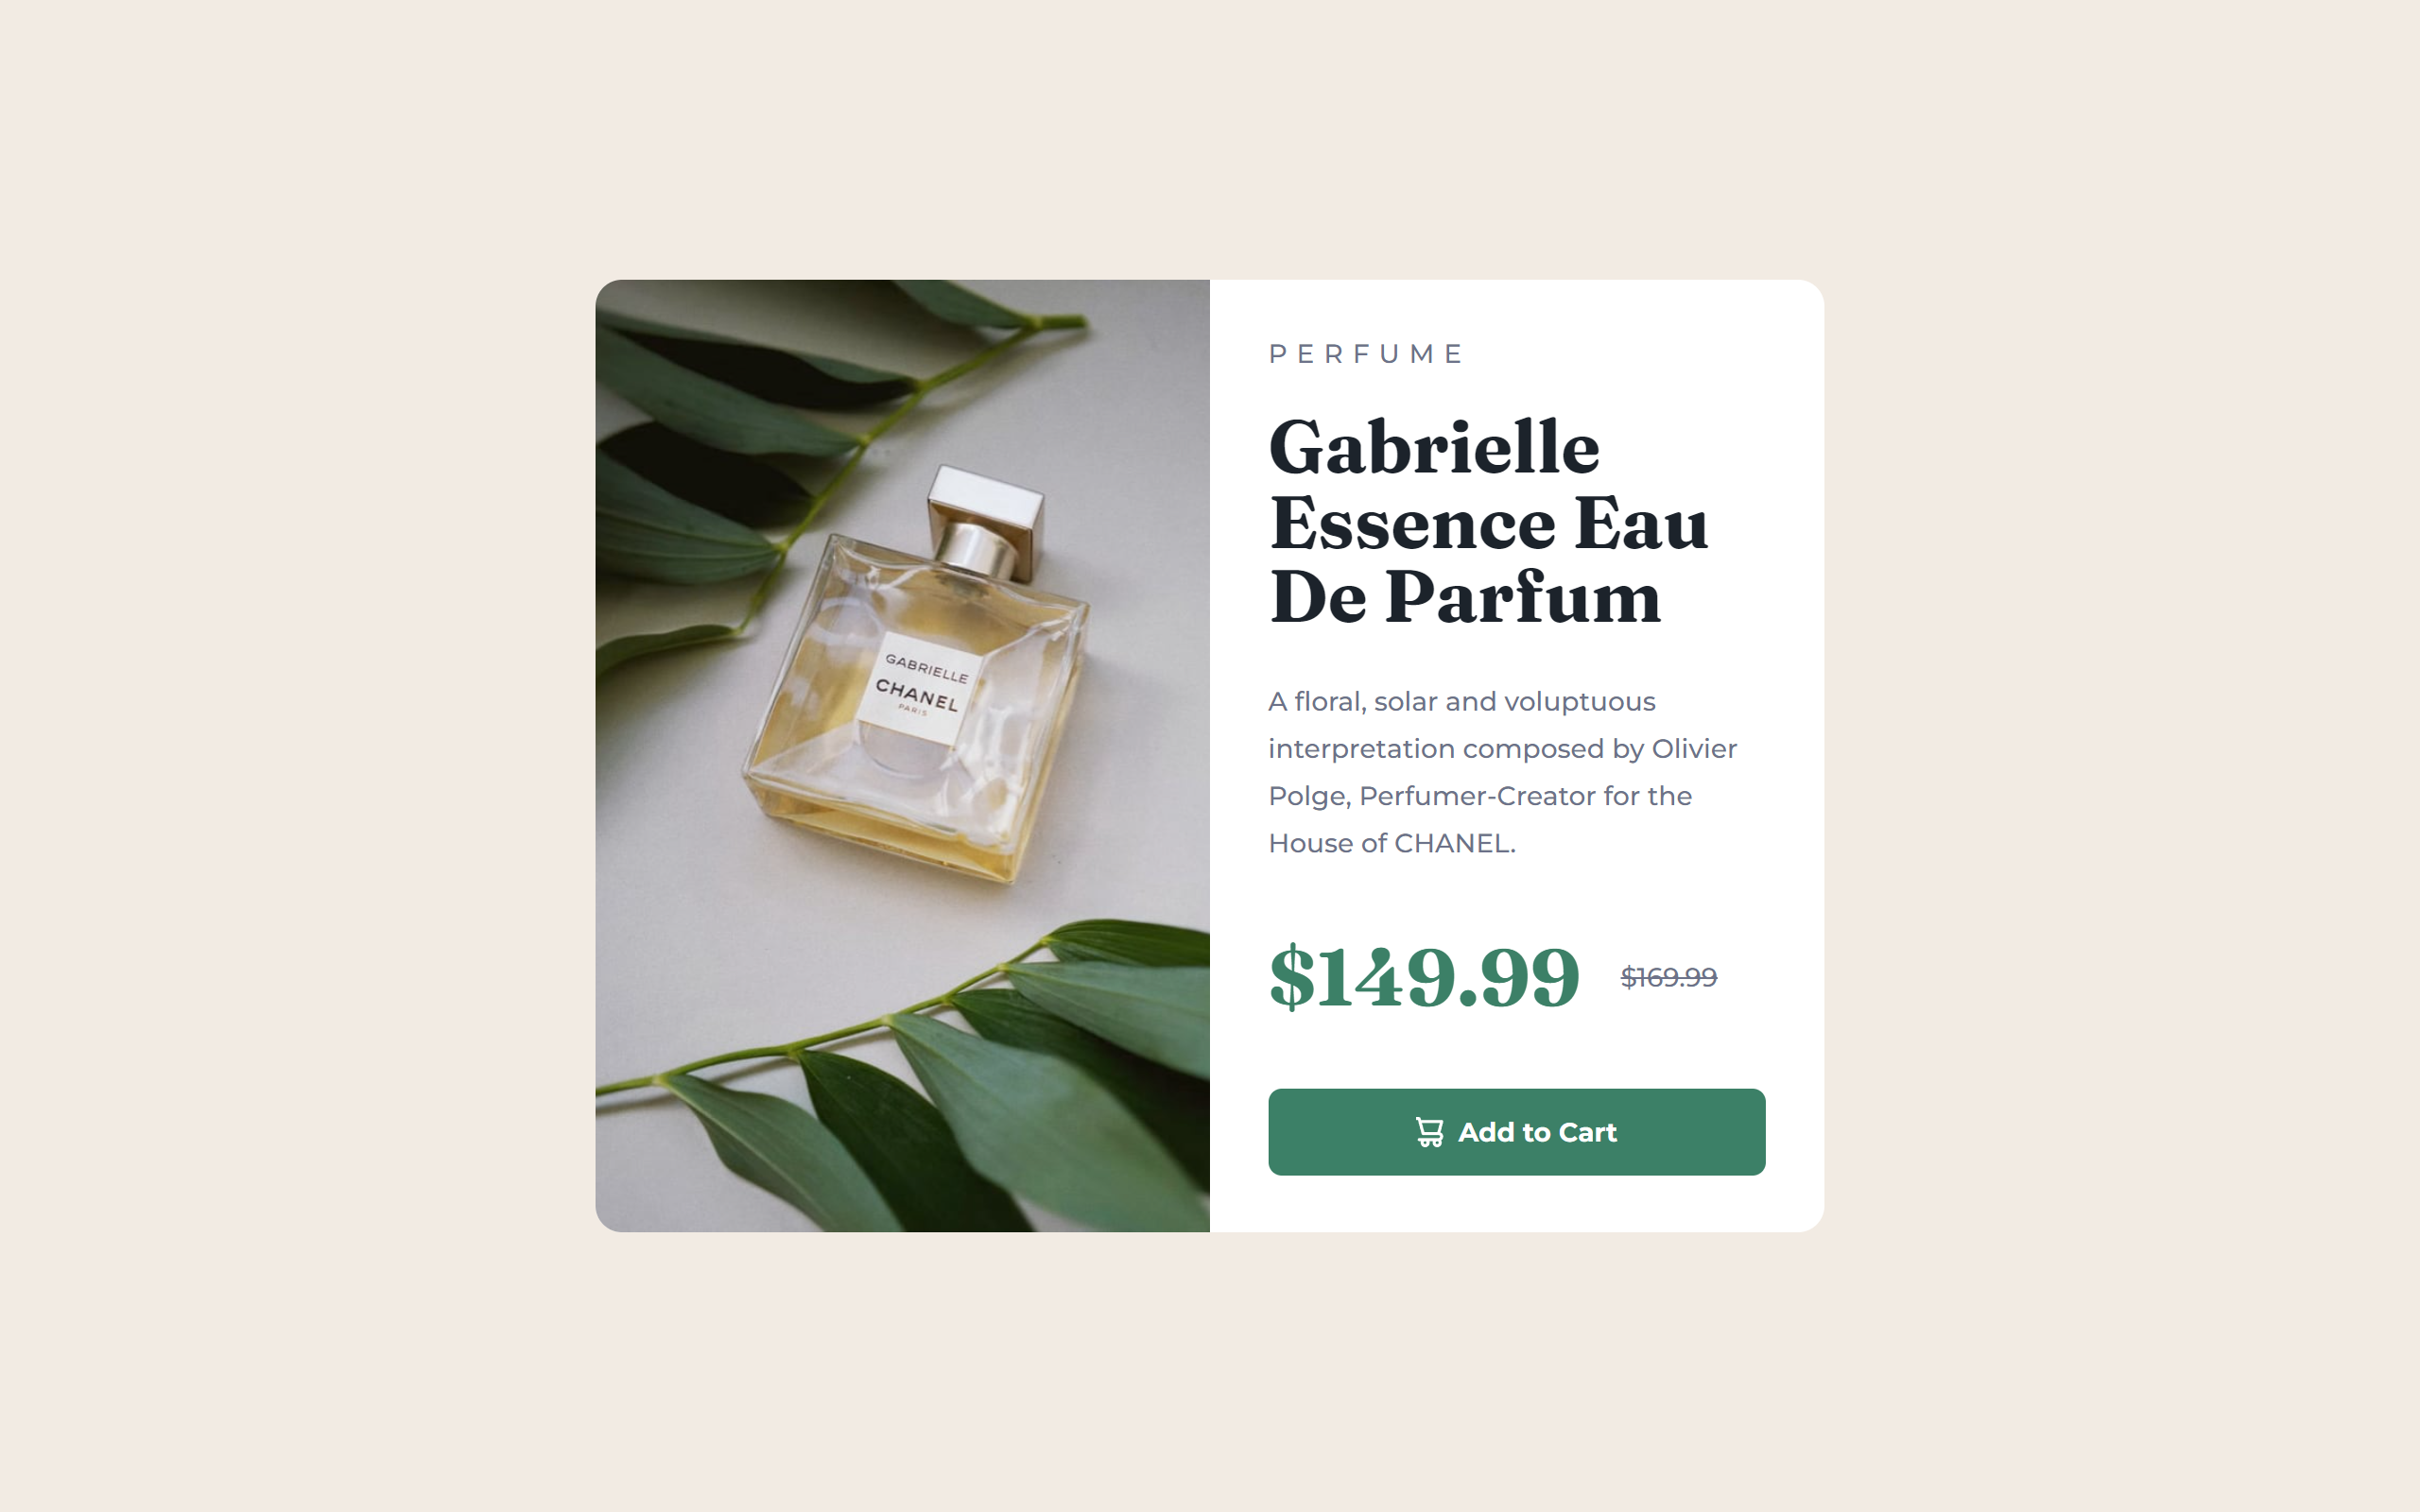 GABRIELLE
CHANEL
PARIS
PERFUME
Gabrielle
Essence Eau
De Parfum
A floral, solar and voluptuous
interpretation composed by Olivier
Polge, Perfumer-Creator for the
House of CHANEL.
$149.99 $169.99
Add to Cart